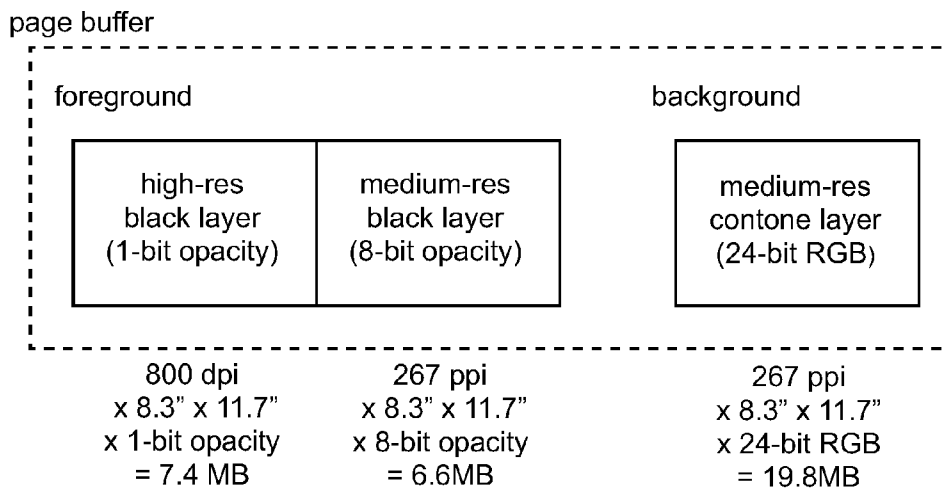 page buffer
foreground
background
high-res
black layer
(1-bit opacity)
medium-res
black layer
(8-bit opacity)
medium-res
contone layer
(24-bit RGB)
800 dpi
x 8.3” x 11.7”
x 1-bit opacity
= 7.4 MB
267 ppi
x 8.3” x 11.7”
x 8-bit opacity
= 6.6MB
267 ppi
x 8.3” x 11.7”
x 24-bit RGB
= 19.8MB